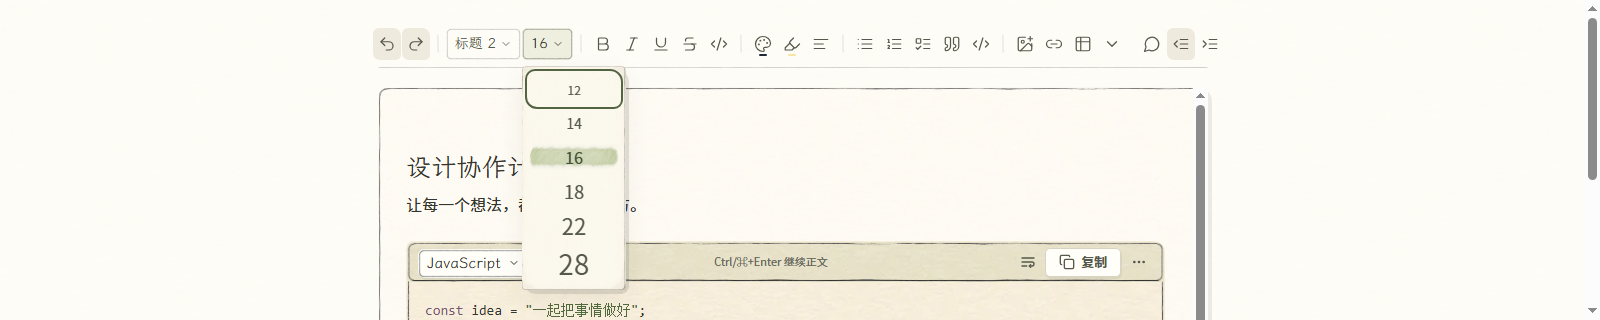 标题 2
16
12
14
16
18
22
28
设计协作
让每一个想法，
。
JavaScript
Ctrl/⌘+Enter 继续正文
复制
const idea = "一起把事情做好";